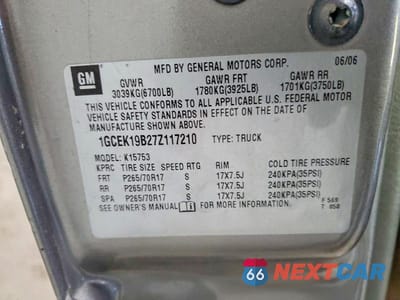 MFD BY GENERAL MOTORS CORP. 06/06
GM
GVWR GAWR FRT GAWR RR
3039KG(6700LB) 1780KG(3925LB) 1701KG(3750LB)
THIS VEHICLE CONFORMS TO ALL APPLICABLE U.S. FEDERAL MOTOR
VEHICLE SAFETY STANDARDS IN EFFECT ON THE DATE OF
MANUFACTURE SHOWN ABOVE.
1GCEK19B27Z117210 TYPE: TRUCK
MODEL: K15753
KPRC TIRE SIZE SPEED RTG RIM COLD TIRE PRESSURE
FRT P265/70R17 S 17X7.5J 240KPA(35PSI)
RR P265/70R17 S 17X7.5J 240KPA(35PSI)
SPA P265/70R17 S 17X7.5J 240KPA(35PSI)
SEE OWNER'S MANUAL FOR MORE INFORMATION. F 569
T 058
66 NEXTCAR